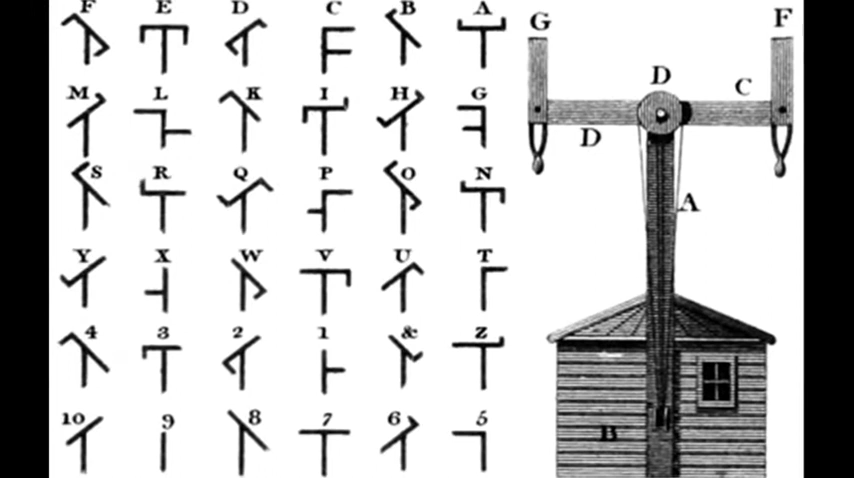 F E D C B A
M L K I H G
S R Q P O N
Y X W V U T
4 3 2 1 & Z
10 9 8 7 6 5
G F
D C
D
A
B